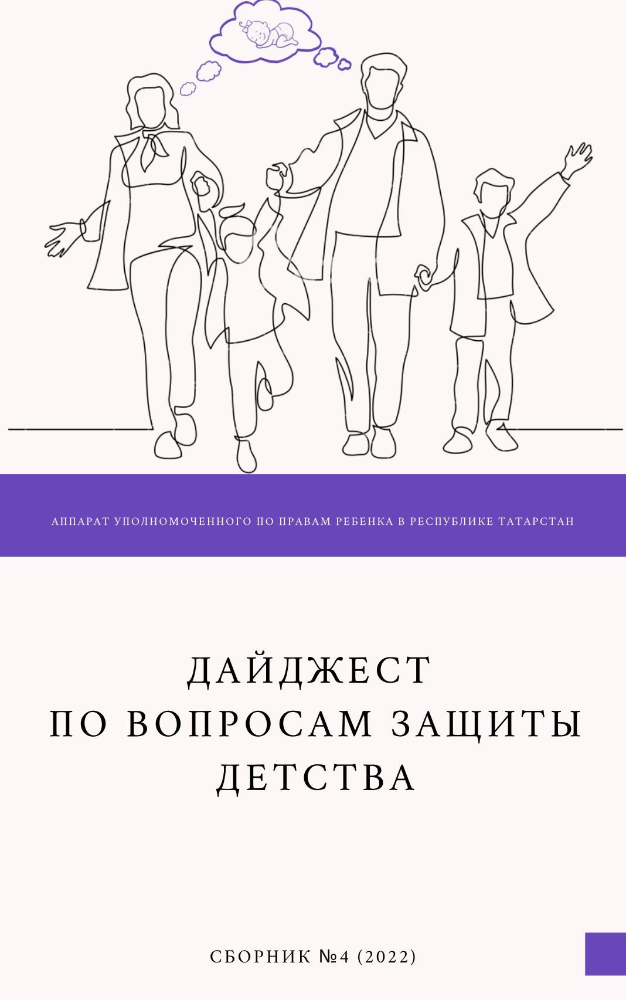 АППАРАТ УПОЛНОМОЧЕННОГО ПО ПРАВАМ РЕБЕНКА В РЕСПУБЛИКЕ ТАТАРСТАН
ДАЙДЖЕСТ
ПО ВОПРОСАМ ЗАЩИТЫ
ДЕТСТВА
СБОРНИК №4 (2022)